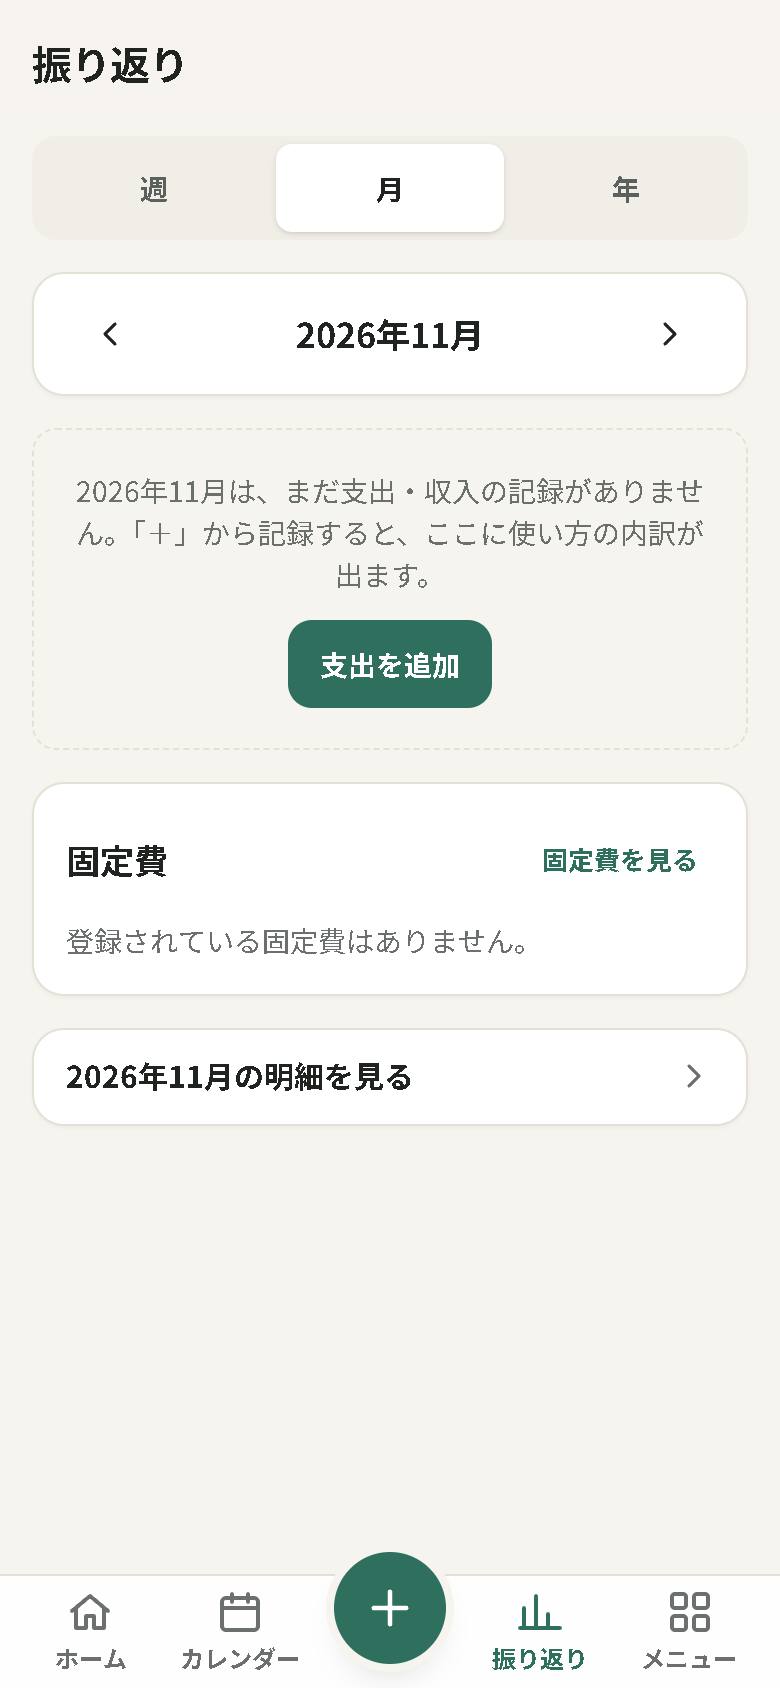 振り返り
週
月
年
2026年11月
2026年11月は、まだ支出・収入の記録がありませ
ん。「＋」から記録すると、ここに使い方の内訳が
出ます。
支出を追加
固定費
固定費を見る
登録されている固定費はありません。
2026年11月の明細を見る
ホーム
カレンダー
振り返り
メニュー